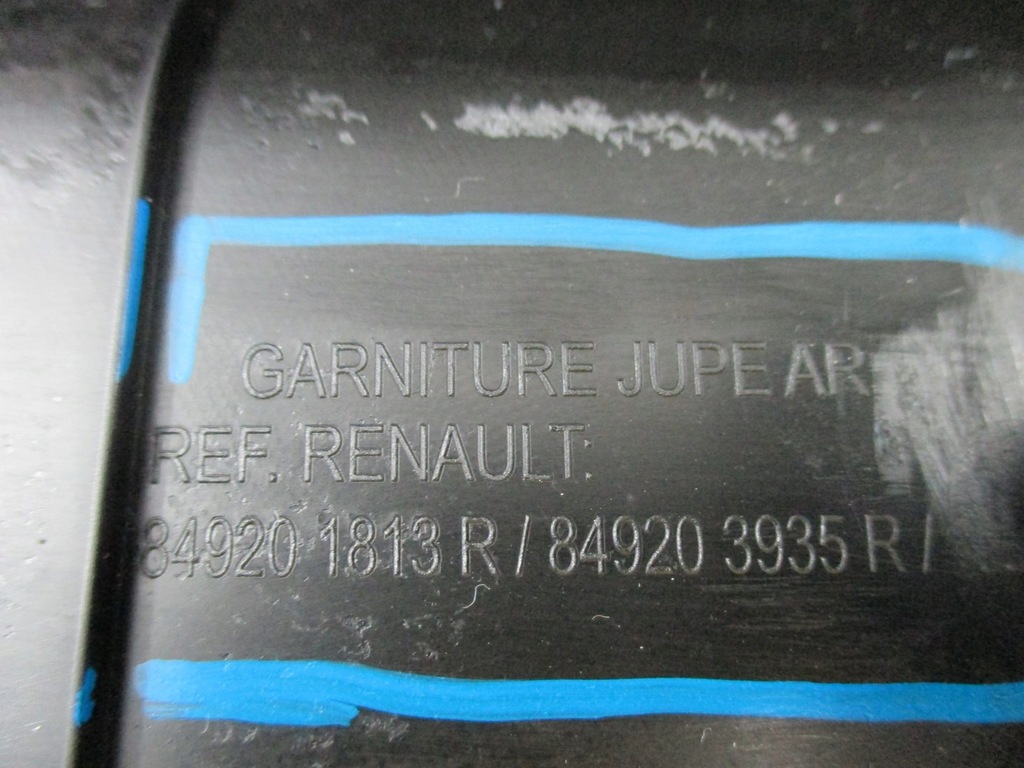 GARNITURE JUPE AR
REF. RENAULT:
84920 1813 R / 84920 3935 R /